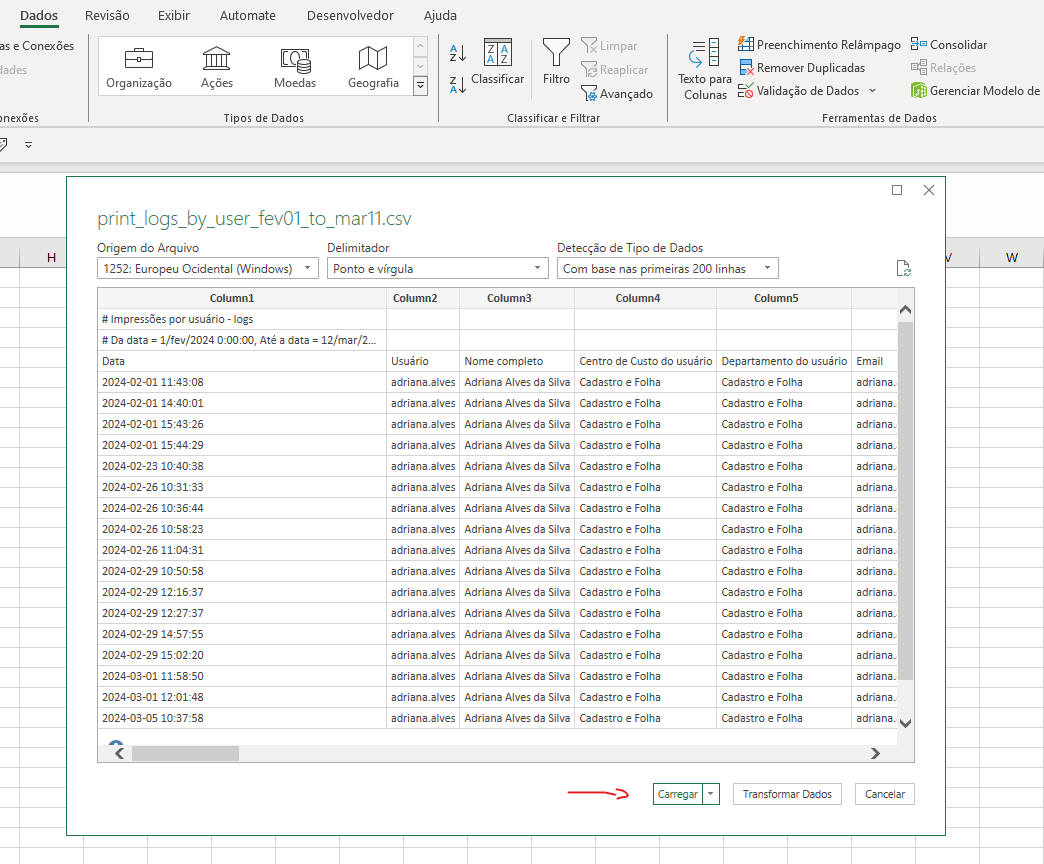 Dados Revisão Exibir Automate Desenvolvedor Ajuda
as e Conexões
dades
onexões
Organização Ações Moedas Geografia
Tipos de Dados
Classificar Filtro
Limpar
Reaplicar
Avançado
Classificar e Filtrar
Texto para
Colunas
Preenchimento Relâmpago
Remover Duplicadas
Validação de Dados
Consolidar
Relações
Gerenciar Modelo de
Ferramentas de Dados
H V W
print_logs_by_user_fev01_to_mar11.csv
Origem do Arquivo Delimitador Detecção de Tipo de Dados
1252: Europeu Ocidental (Windows) Ponto e vírgula Com base nas primeiras 200 linhas
Column1 Column2 Column3 Column4 Column5
# Impressões por usuário - logs
# Da data = 1/fev/2024 0:00:00, Até a data = 12/mar/2...
Data Usuário Nome completo Centro de Custo do usuário Departamento do usuário Email
2024-02-01 11:43:08 adriana.alves Adriana Alves da Silva Cadastro e Folha Cadastro e Folha adriana.
2024-02-01 14:40:01 adriana.alves Adriana Alves da Silva Cadastro e Folha Cadastro e Folha adriana.
2024-02-01 15:43:26 adriana.alves Adriana Alves da Silva Cadastro e Folha Cadastro e Folha adriana.
2024-02-01 15:44:29 adriana.alves Adriana Alves da Silva Cadastro e Folha Cadastro e Folha adriana.
2024-02-23 10:40:38 adriana.alves Adriana Alves da Silva Cadastro e Folha Cadastro e Folha adriana.
2024-02-26 10:31:33 adriana.alves Adriana Alves da Silva Cadastro e Folha Cadastro e Folha adriana.
2024-02-26 10:36:44 adriana.alves Adriana Alves da Silva Cadastro e Folha Cadastro e Folha adriana.
2024-02-26 10:58:23 adriana.alves Adriana Alves da Silva Cadastro e Folha Cadastro e Folha adriana.
2024-02-26 11:04:31 adriana.alves Adriana Alves da Silva Cadastro e Folha Cadastro e Folha adriana.
2024-02-29 10:50:58 adriana.alves Adriana Alves da Silva Cadastro e Folha Cadastro e Folha adriana.
2024-02-29 12:16:37 adriana.alves Adriana Alves da Silva Cadastro e Folha Cadastro e Folha adriana.
2024-02-29 12:27:37 adriana.alves Adriana Alves da Silva Cadastro e Folha Cadastro e Folha adriana.
2024-02-29 14:57:55 adriana.alves Adriana Alves da Silva Cadastro e Folha Cadastro e Folha adriana.
2024-02-29 15:02:20 adriana.alves Adriana Alves da Silva Cadastro e Folha Cadastro e Folha adriana.
2024-03-01 11:58:50 adriana.alves Adriana Alves da Silva Cadastro e Folha Cadastro e Folha adriana.
2024-03-01 12:01:48 adriana.alves Adriana Alves da Silva Cadastro e Folha Cadastro e Folha adriana.
2024-03-05 10:37:58 adriana.alves Adriana Alves da Silva Cadastro e Folha Cadastro e Folha adriana.
Carregar Transformar Dados Cancelar